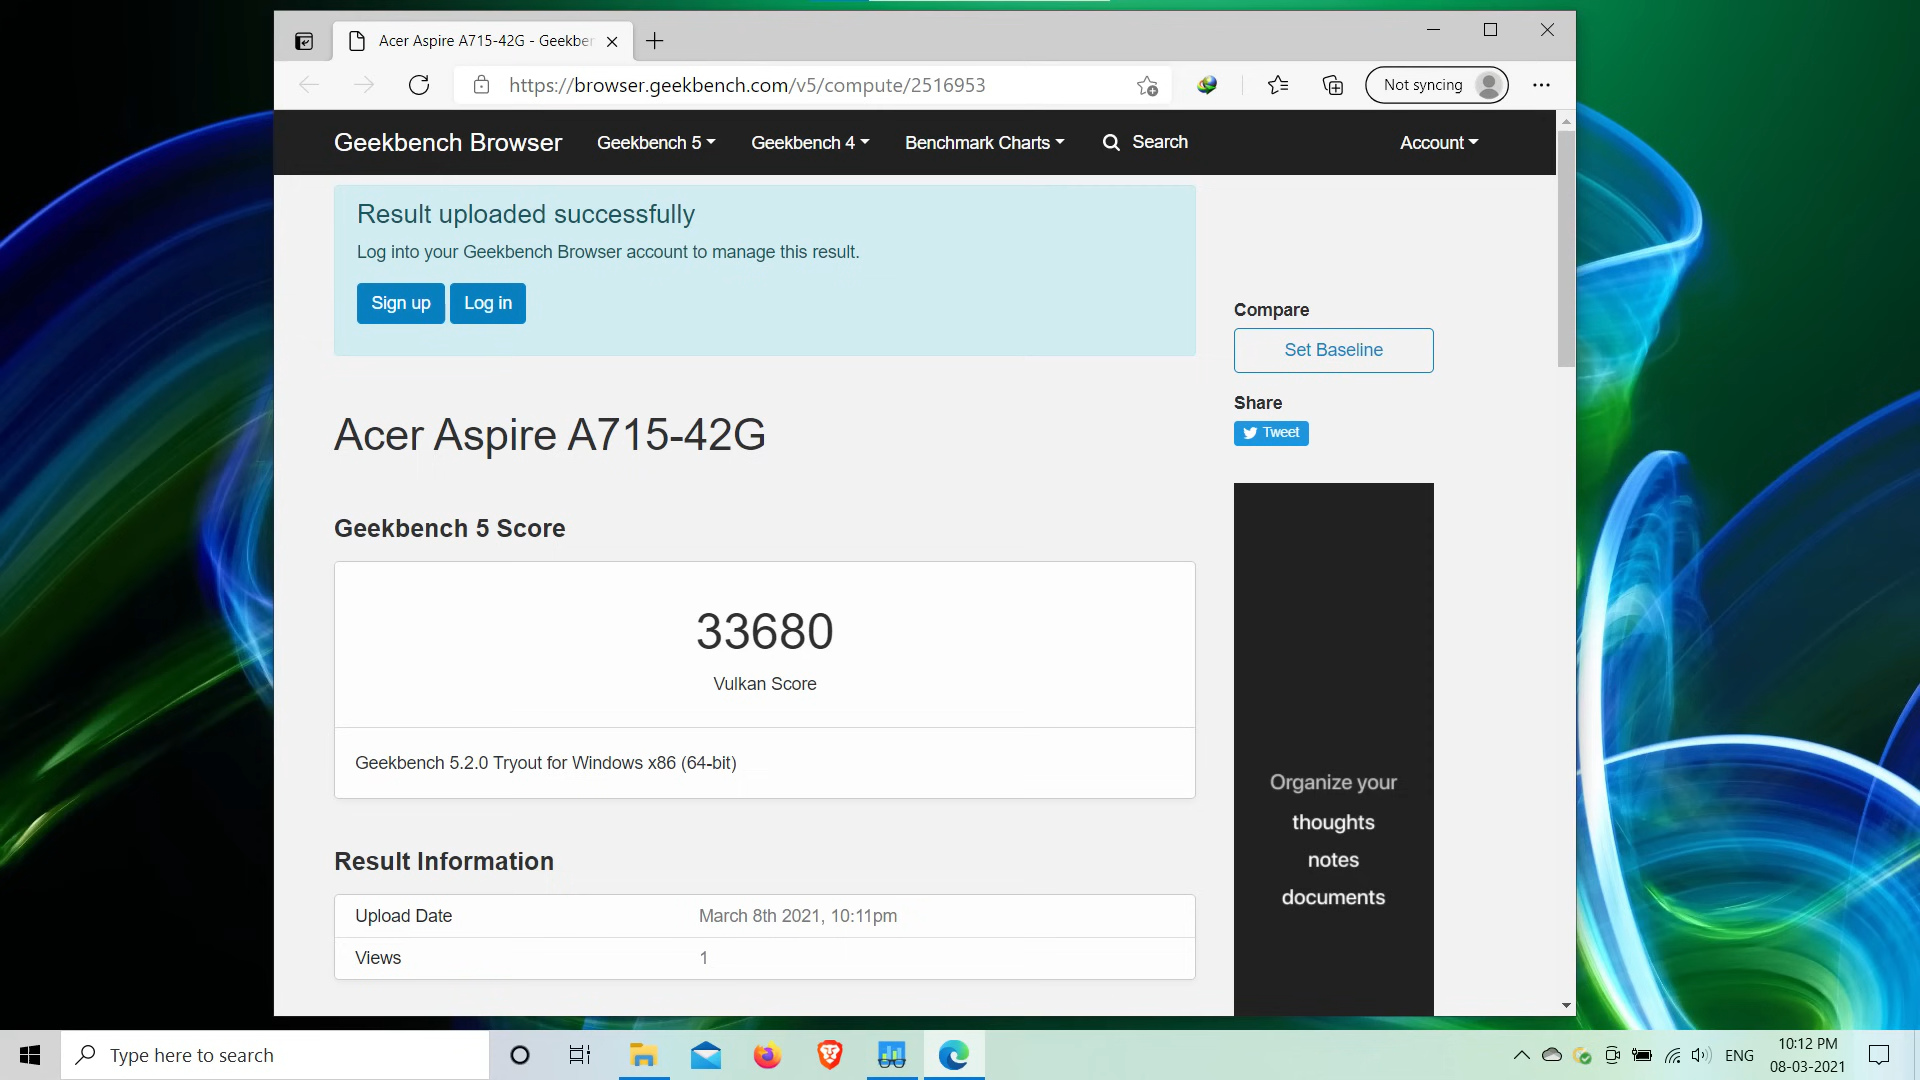 Acer Aspire A715-42G - Geekber
https://browser.geekbench.com/v5/compute/2516953
Not syncing
Geekbench Browser
Geekbench 5
Geekbench 4
Benchmark Charts
Search
Account
Result uploaded successfully
Log into your Geekbench Browser account to manage this result.
Sign up
Log in
Compare
Set Baseline
Share
Tweet
Acer Aspire A715-42G
Geekbench 5 Score
33680
Vulkan Score
Geekbench 5.2.0 Tryout for Windows x86 (64-bit)
Result Information
Upload Date March 8th 2021, 10:11pm
Views 1
Organize your
thoughts
notes
documents
Type here to search
ENG
10:12 PM
08-03-2021